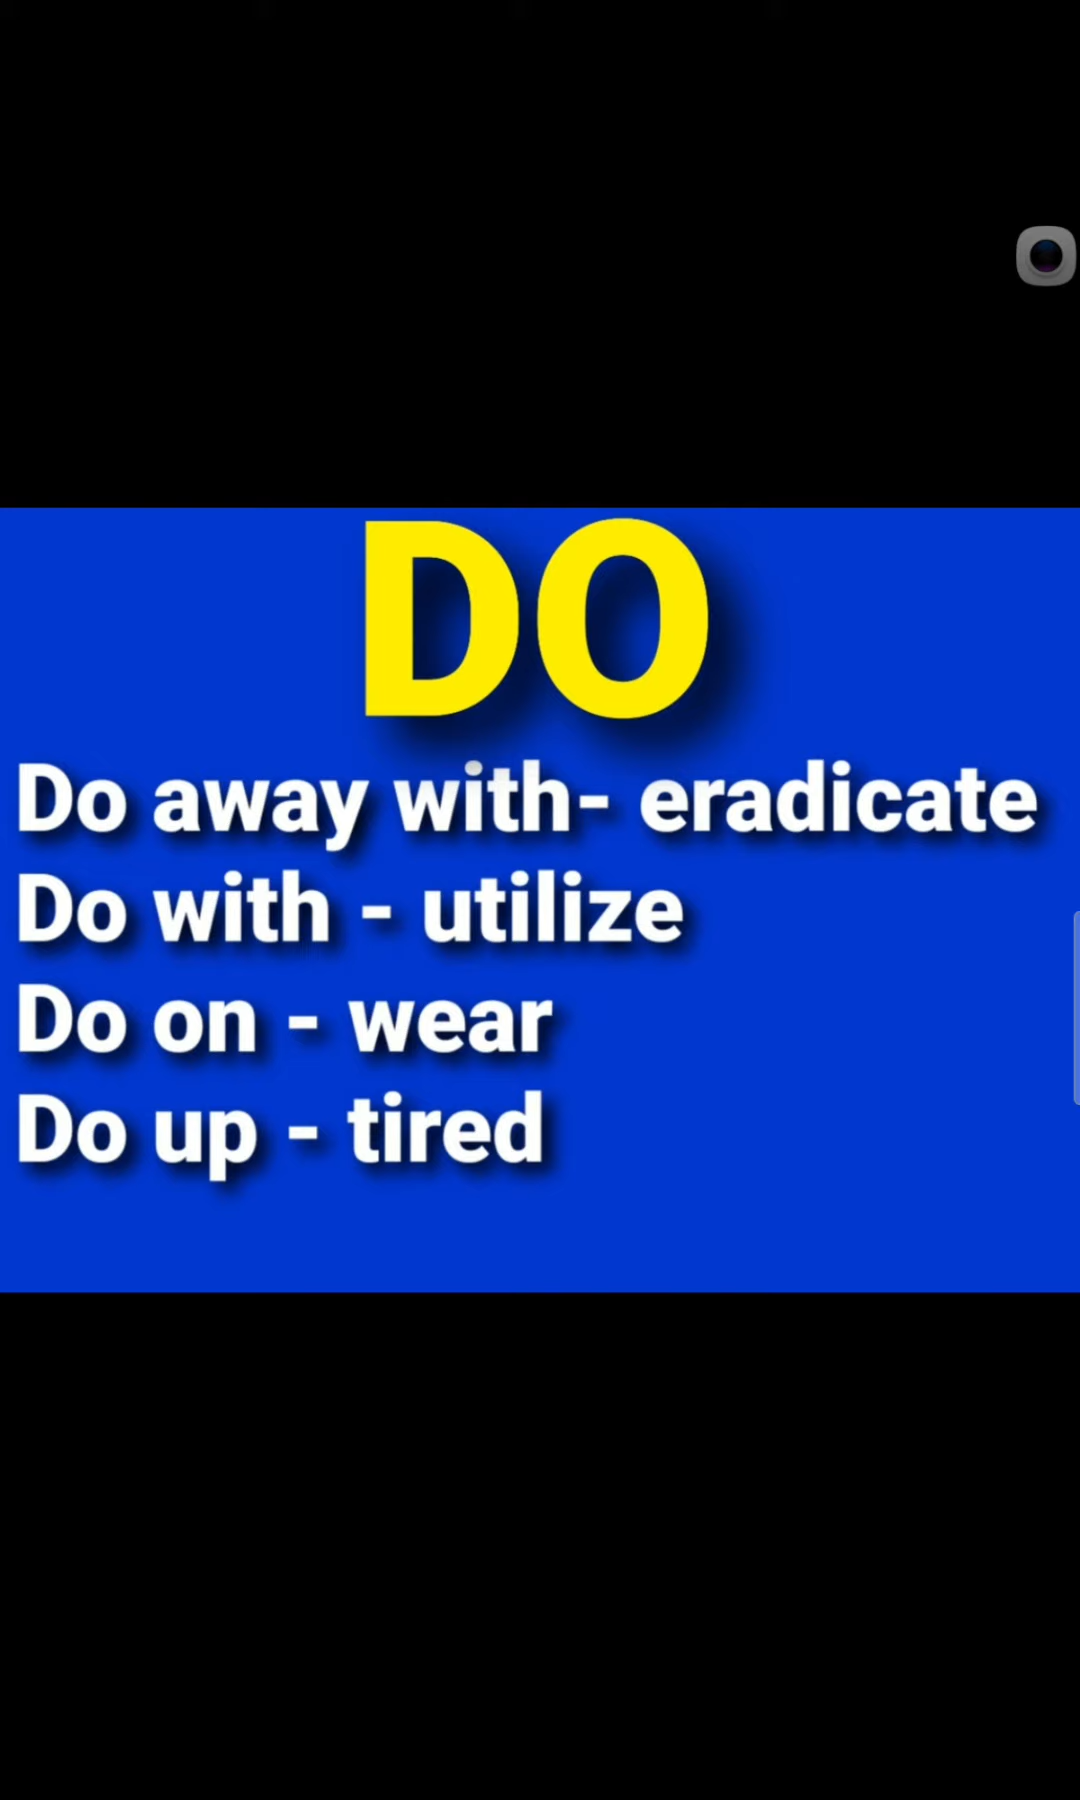 DO
Do away with- eradicate
Do with - utilize
Do on - wear
Do up - tired